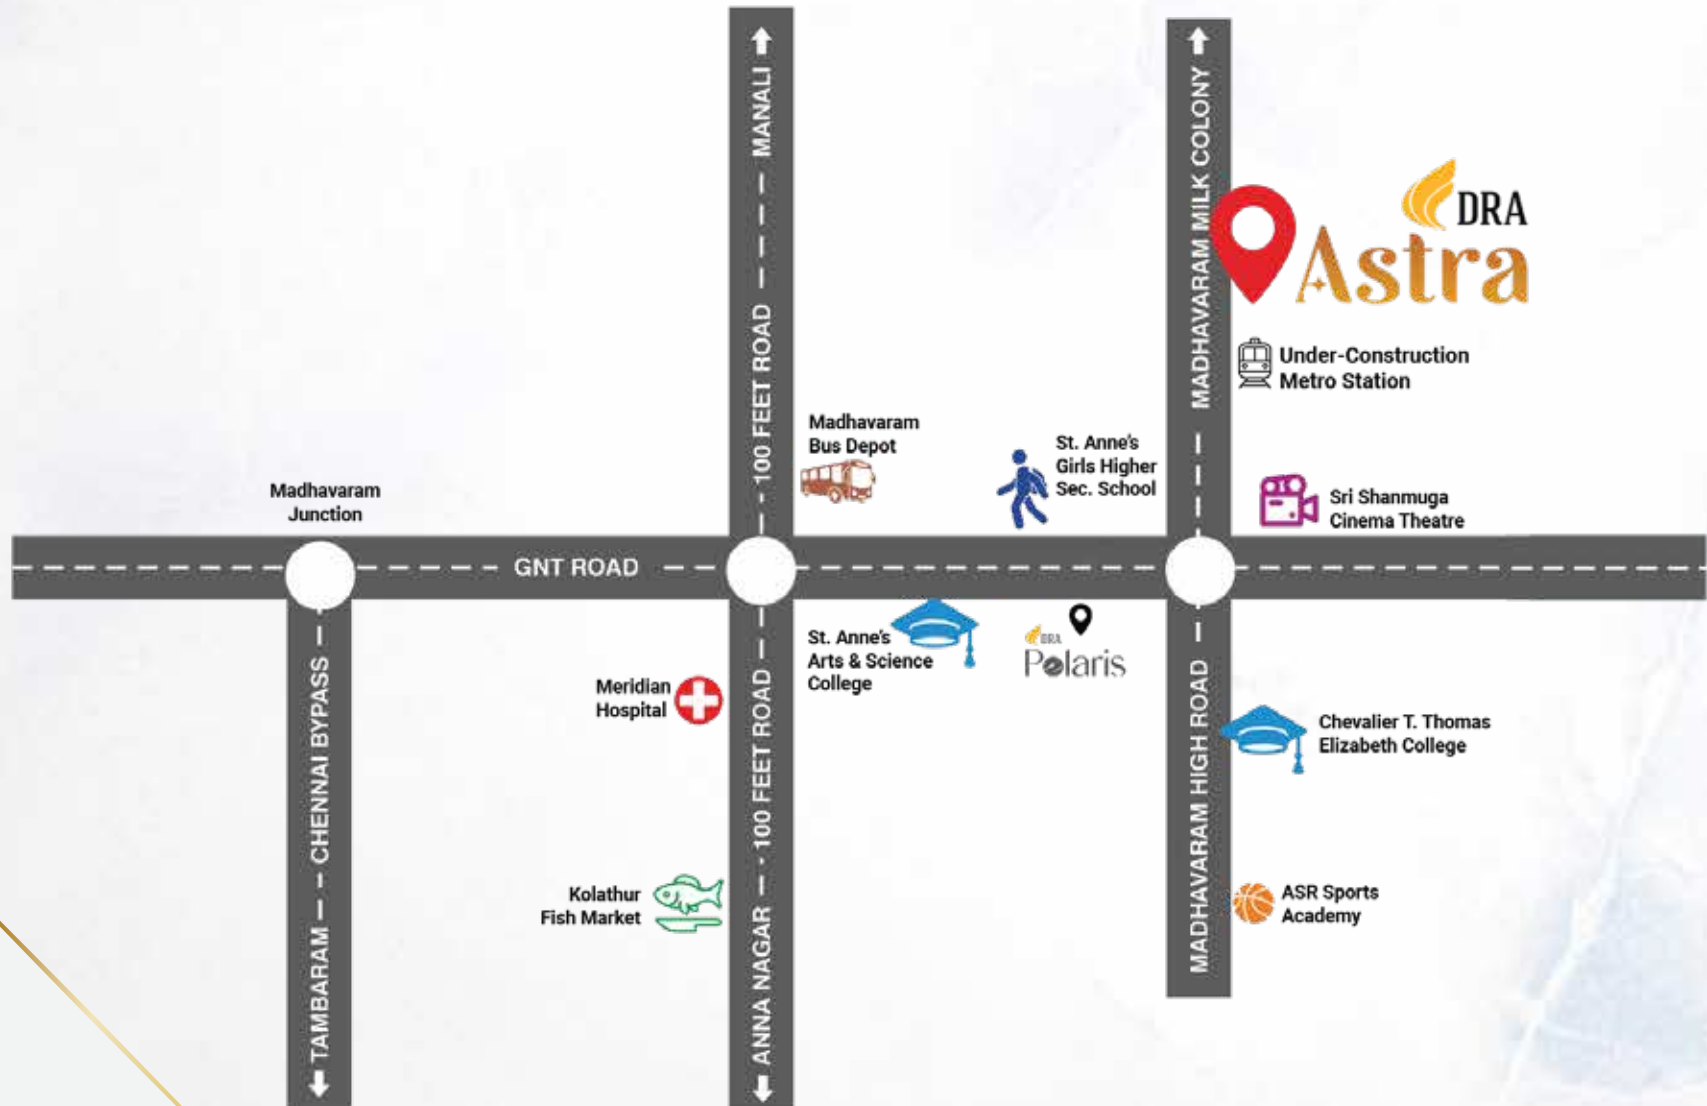 MANALI
100 FEET ROAD
MADHAVARAM MILK COLONY
DRA
Astra
Under-Construction
Metro Station
Madhavaram
Bus Depot
St. Anne's
Girls Higher
Sec. School
Sri Shanmuga
Cinema Theatre
Madhavaram
Junction
GNT ROAD
St. Anne's
Arts & Science
College
DRA
Polaris
Meridian
Hospital
Chevalier T. Thomas
Elizabeth College
Kolathur
Fish Market
ASR Sports
Academy
TAMBARAM
CHENNAI BYPASS
ANNA NAGAR
100 FEET ROAD
MADHAVARAM HIGH ROAD